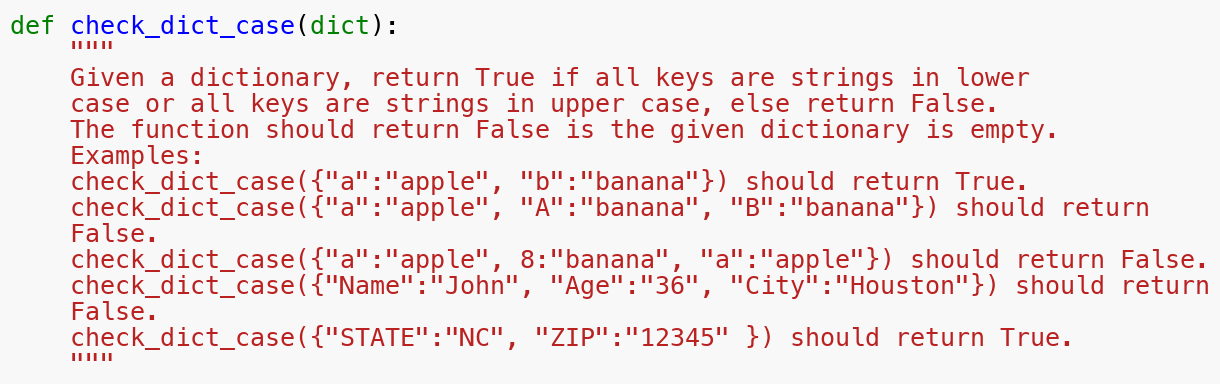 def check_dict_case(dict):
    """
    Given a dictionary, return True if all keys are strings in lower
    case or all keys are strings in upper case, else return False.
    The function should return False is the given dictionary is empty.
    Examples:
    check_dict_case({"a":"apple", "b":"banana"}) should return True.
    check_dict_case({"a":"apple", "A":"banana", "B":"banana"}) should return
    False.
    check_dict_case({"a":"apple", 8:"banana", "a":"apple"}) should return False.
    check_dict_case({"Name":"John", "Age":"36", "City":"Houston"}) should return
    False.
    check_dict_case({"STATE":"NC", "ZIP":"12345" }) should return True.
    """